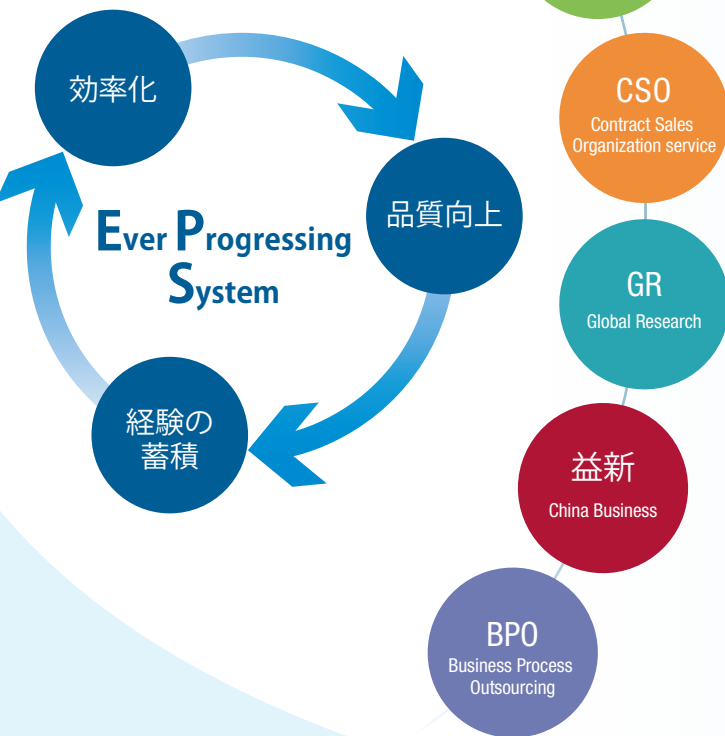 効率化
品質向上
Ever Progressing
System
経験の
蓄積
CSO
Contract Sales
Organization service
GR
Global Research
益新
China Business
BPO
Business Process
Outsourcing